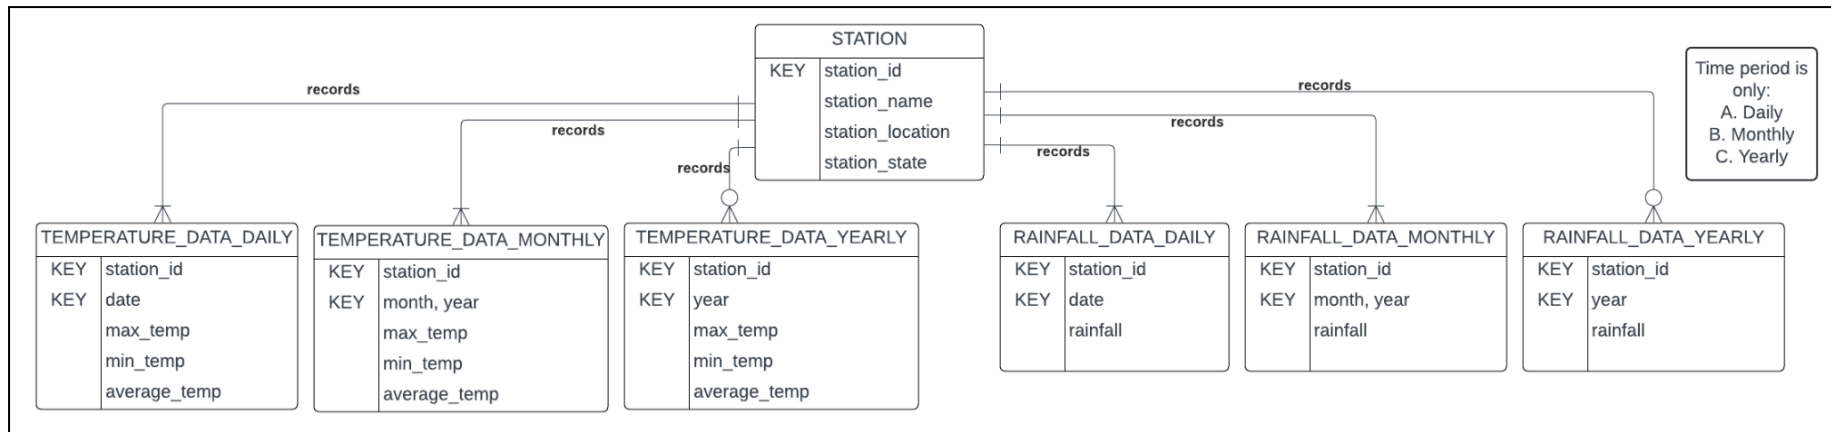 STATION
KEY station_id
station_name
station_location
station_state
records
records
records
records
records
records
Time period is
only:
A. Daily
B. Monthly
C. Yearly
TEMPERATURE_DATA_DAILY
KEY station_id
KEY date
max_temp
min_temp
average_temp
TEMPERATURE_DATA_MONTHLY
KEY station_id
KEY month, year
max_temp
min_temp
average_temp
TEMPERATURE_DATA_YEARLY
KEY station_id
KEY year
max_temp
min_temp
average_temp
RAINFALL_DATA_DAILY
KEY station_id
KEY date
rainfall
RAINFALL_DATA_MONTHLY
KEY station_id
KEY month, year
rainfall
RAINFALL_DATA_YEARLY
KEY station_id
KEY year
rainfall